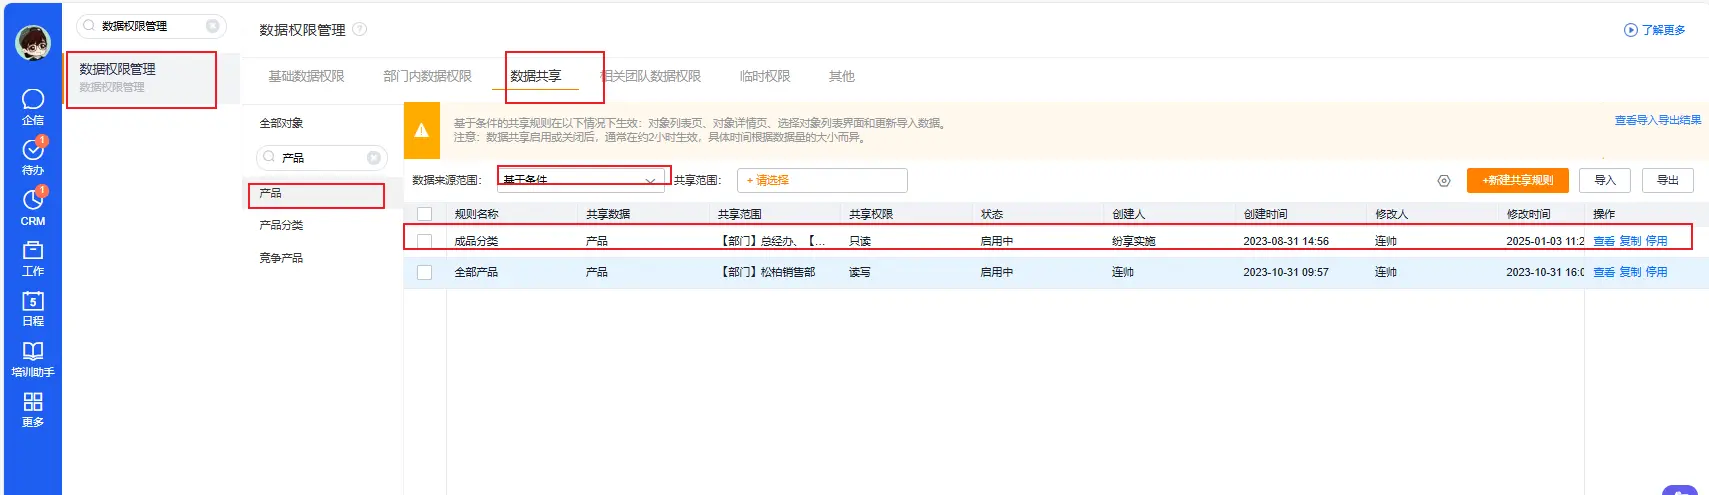 数据权限管理
数据权限管理
数据权限管理
企信
1
待办
1
CRM
工作
5
日程
培训助手
更多
数据权限管理 ?
了解更多
基础数据权限 部门内数据权限 数据共享 相关团队数据权限 临时权限 其他
全部对象
产品
产品
产品分类
竞争产品
基于条件的共享规则在以下情况下生效：对象列表页、对象详情页、选择对象列表界面和更新导入数据。
注意：数据共享启用或关闭后，通常在约2小时生效，具体时间根据数据量的大小而异。
查看导入导出结果
数据来源范围： 基于条件 共享范围： + 请选择 +新建共享规则 导入 导出
规则名称 共享数据 共享范围 共享权限 状态 创建人 创建时间 修改人 修改时间 操作
成品分类 产品 【部门】总经办、【... 只读 启用中 纷享实施 2023-08-31 14:56 连帅 2025-01-03 11:2 查看 复制 停用
全部产品 产品 【部门】松柏销售部 读写 启用中 连帅 2023-10-31 09:57 连帅 2023-10-31 16:0 查看 复制 停用